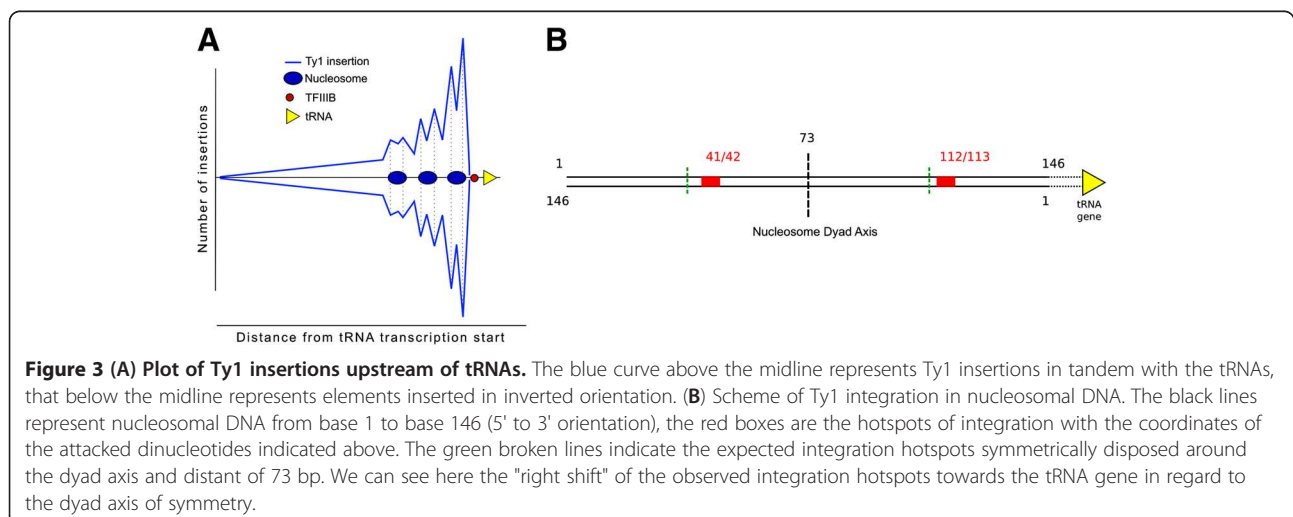 A
Ty1 insertion
Nucleosome
TFIIIB
tRNA
Number of insertions
Distance from tRNA transcription start
B
73
41/42
112/113
1
146
146
1
tRNA
gene
Nucleosome Dyad Axis
Figure 3 (A) Plot of Ty1 insertions upstream of tRNAs. The blue curve above the midline represents Ty1 insertions in tandem with the tRNAs,
that below the midline represents elements inserted in inverted orientation. (B) Scheme of Ty1 integration in nucleosomal DNA. The black lines
represent nucleosomal DNA from base 1 to base 146 (5' to 3' orientation), the red boxes are the hotspots of integration with the coordinates of
the attacked dinucleotides indicated above. The green broken lines indicate the expected integration hotspots symmetrically disposed around
the dyad axis and distant of 73 bp. We can see here the "right shift" of the observed integration hotspots towards the tRNA gene in regard to
the dyad axis of symmetry.